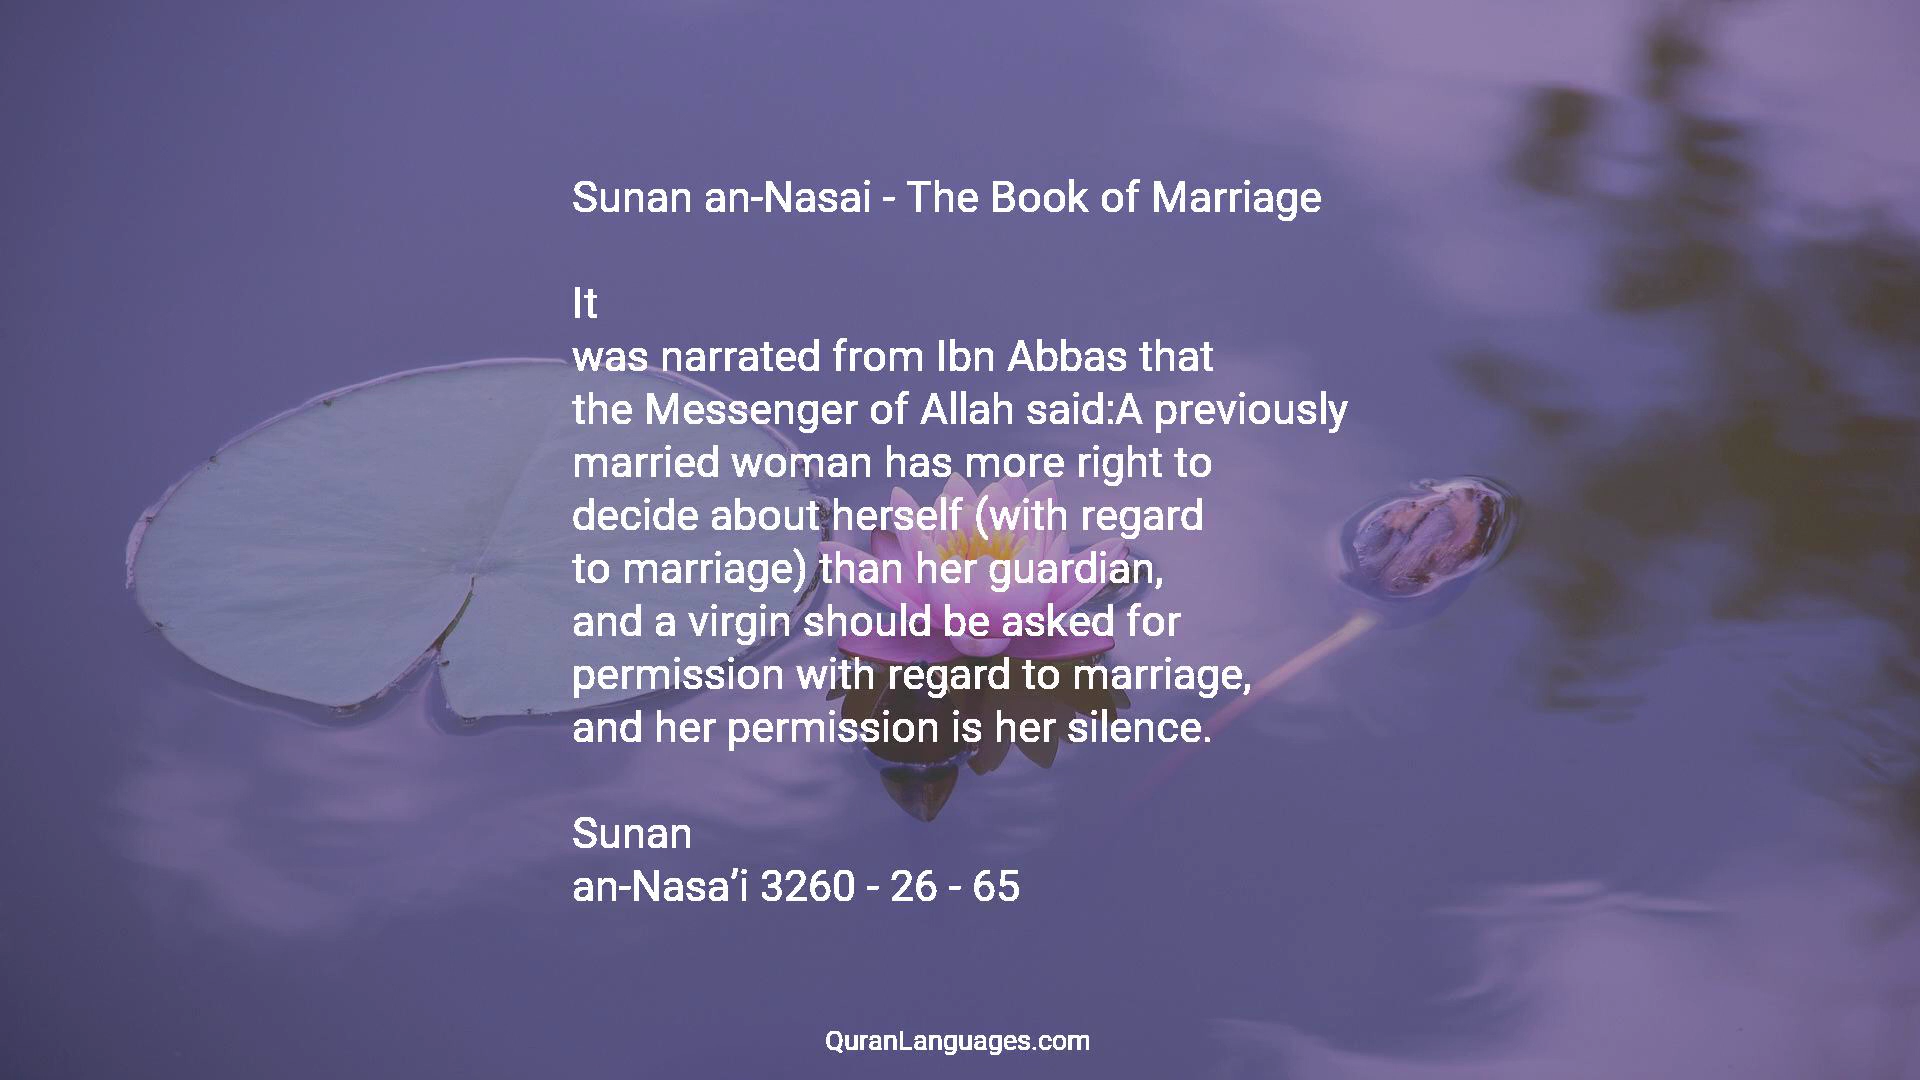 Sunan an-Nasai - The Book of Marriage
It
was narrated from Ibn Abbas that
the Messenger of Allah said:A previously
married woman has more right to
decide about herself (with regard
to marriage) than her guardian,
and a virgin should be asked for
permission with regard to marriage,
and her permission is her silence.
Sunan
an-Nasa’i 3260 - 26 - 65
QuranLanguages.com